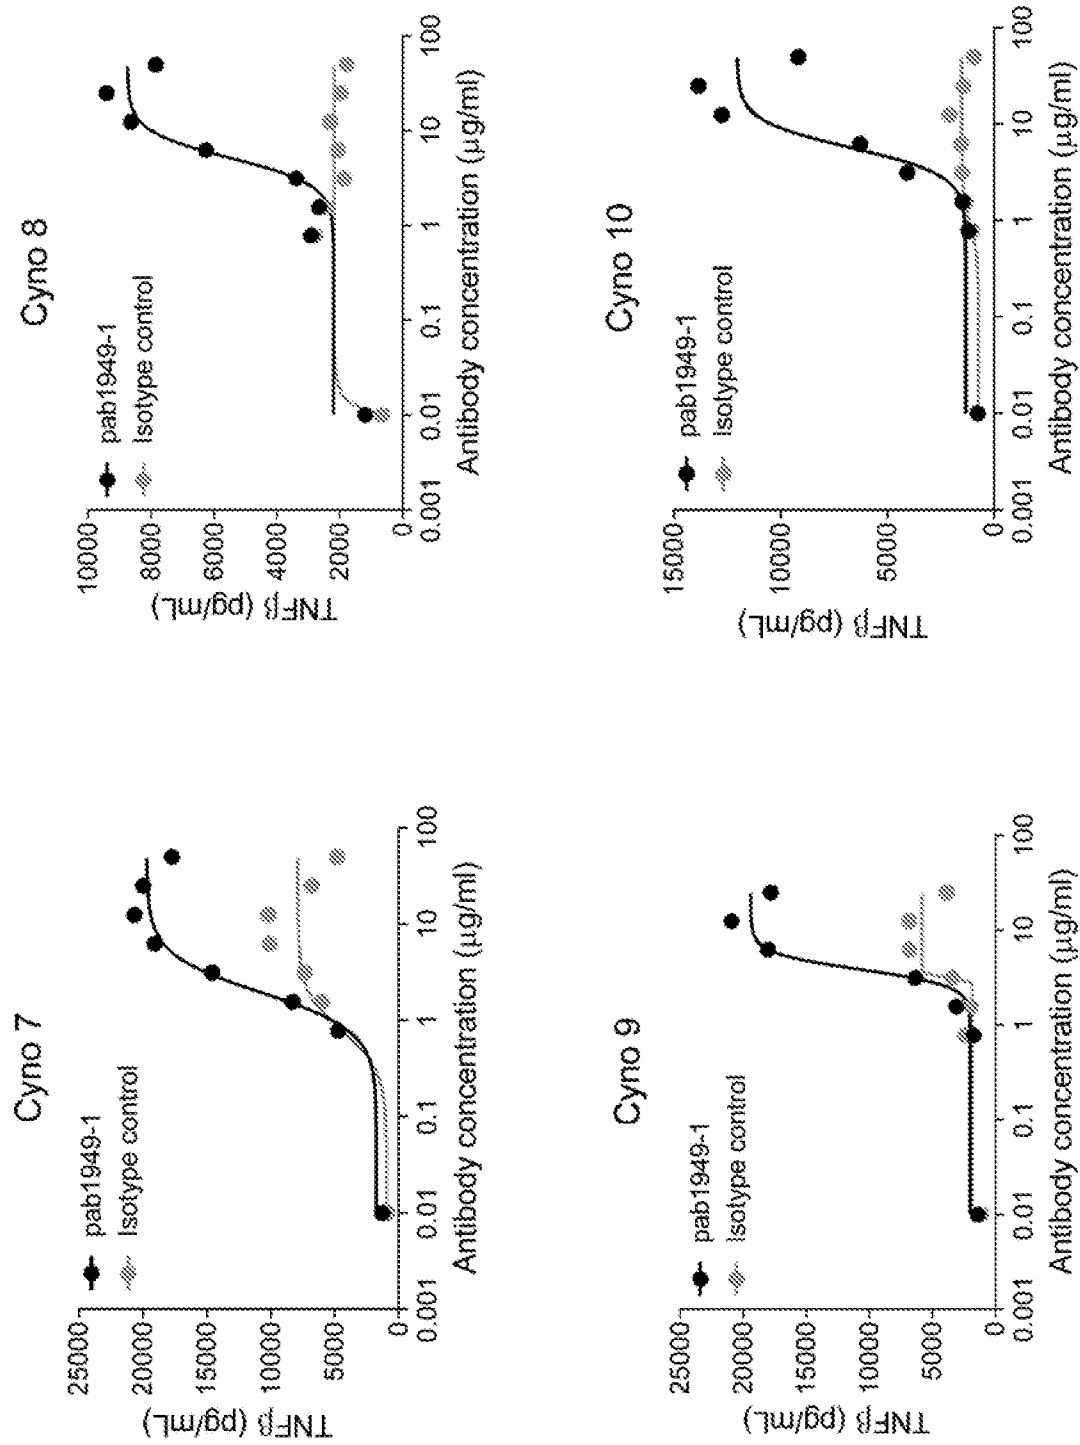 Cyno 7
pab1949-1
Isotype control
25000
20000
15000
10000
5000
0
TNFβ (pg/mL)
0.001 0.01 0.1 1 10 100
Antibody concentration (μg/ml)
Cyno 8
pab1949-1
Isotype control
10000
8000
6000
4000
2000
0
TNFβ (pg/mL)
0.001 0.01 0.1 1 10 100
Antibody concentration (μg/ml)
Cyno 9
pab1949-1
Isotype control
25000
20000
15000
10000
5000
0
TNFβ (pg/mL)
0.001 0.01 0.1 1 10 100
Antibody concentration (μg/ml)
Cyno 10
pab1949-1
Isotype control
15000
10000
5000
0
TNFβ (pg/mL)
0.001 0.01 0.1 1 10 100
Antibody concentration (μg/ml)